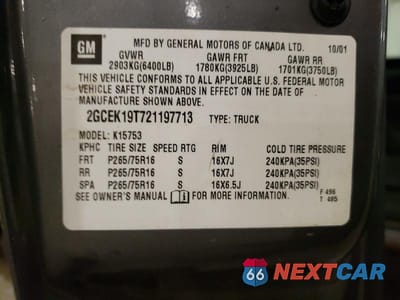 GM
MFD BY GENERAL MOTORS OF CANADA LTD. 10/01
GVWR GAWR FRT GAWR RR
2903KG(6400LB) 1780KG(3925LB) 1701KG(3750LB)
THIS VEHICLE CONFORMS TO ALL APPLICABLE U.S. FEDERAL MOTOR
VEHICLE SAFETY STANDARDS IN EFFECT ON THE DATE OF
MANUFACTURE SHOWN ABOVE.
2GCEK19T721197713 TYPE: TRUCK
MODEL: K15753
KPHC TIRE SIZE SPEED RTG RIM COLD TIRE PRESSURE
FRT P265/75R16 S 16X7J 240KPA(35PSI)
RR P265/75R16 S 16X7J 240KPA(35PSI)
SPA P265/75R16 S 16X6.5J 240KPA(35PSI)
SEE OWNER'S MANUAL FOR MORE INFORMATION
F 496
T 405
66 NEXTCAR